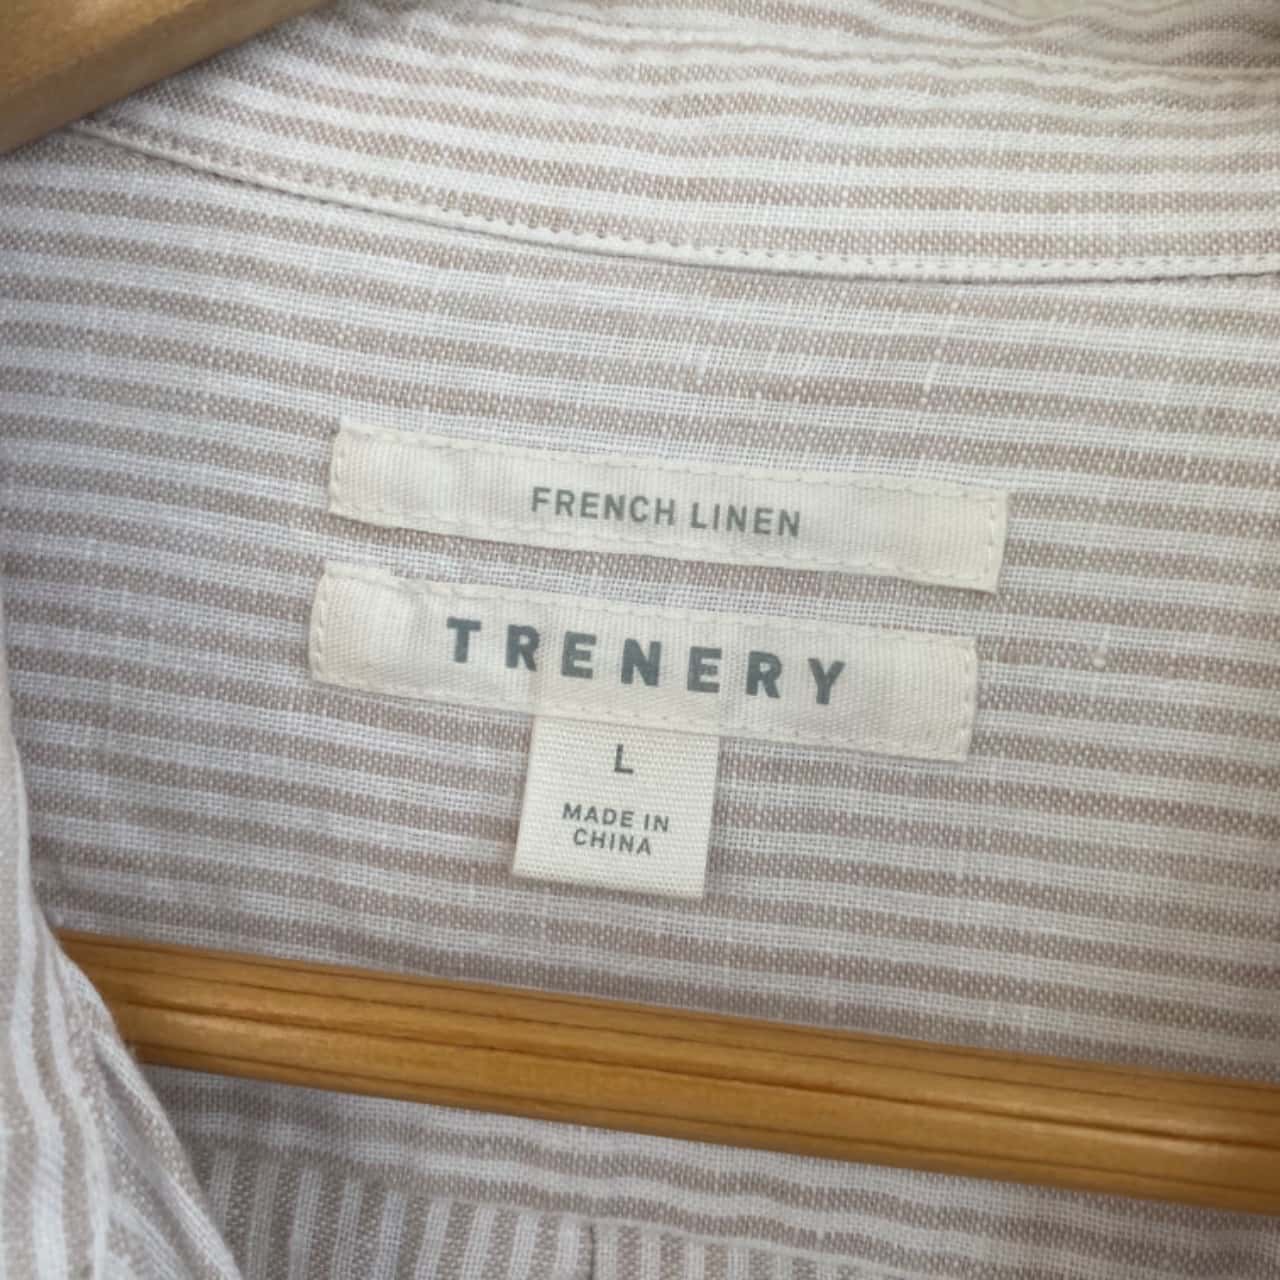 FRENCH LINEN
TRENERY
L
MADE IN
CHINA